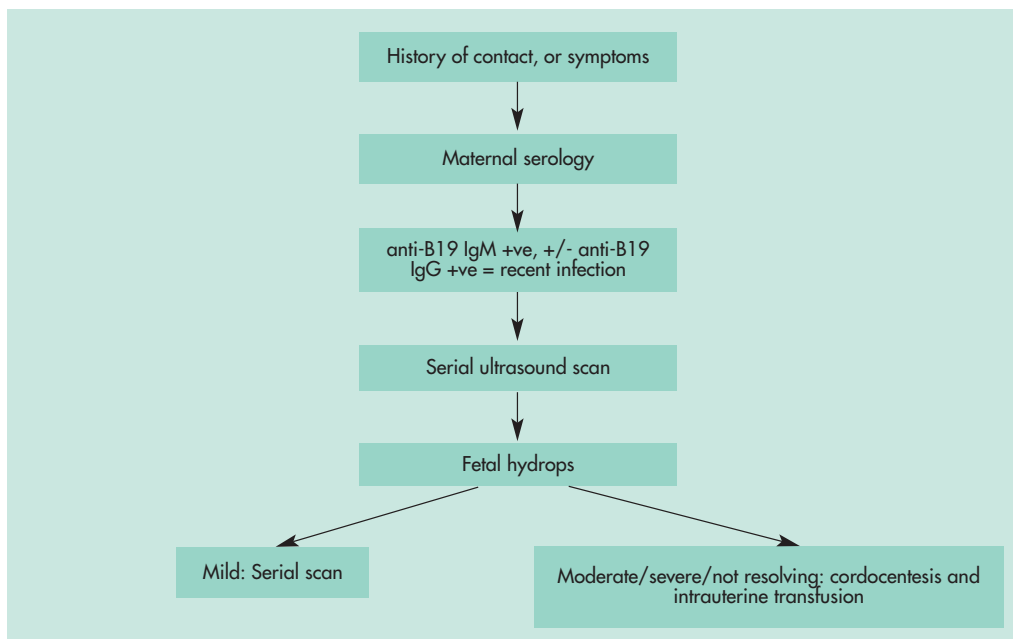 History of contact, or symptoms
Maternal serology
anti-B19 IgM +ve, +/- anti-B19
IgG +ve = recent infection
Serial ultrasound scan
Fetal hydrops
Mild: Serial scan
Moderate/severe/not resolving: cordocentesis and
intrauterine transfusion